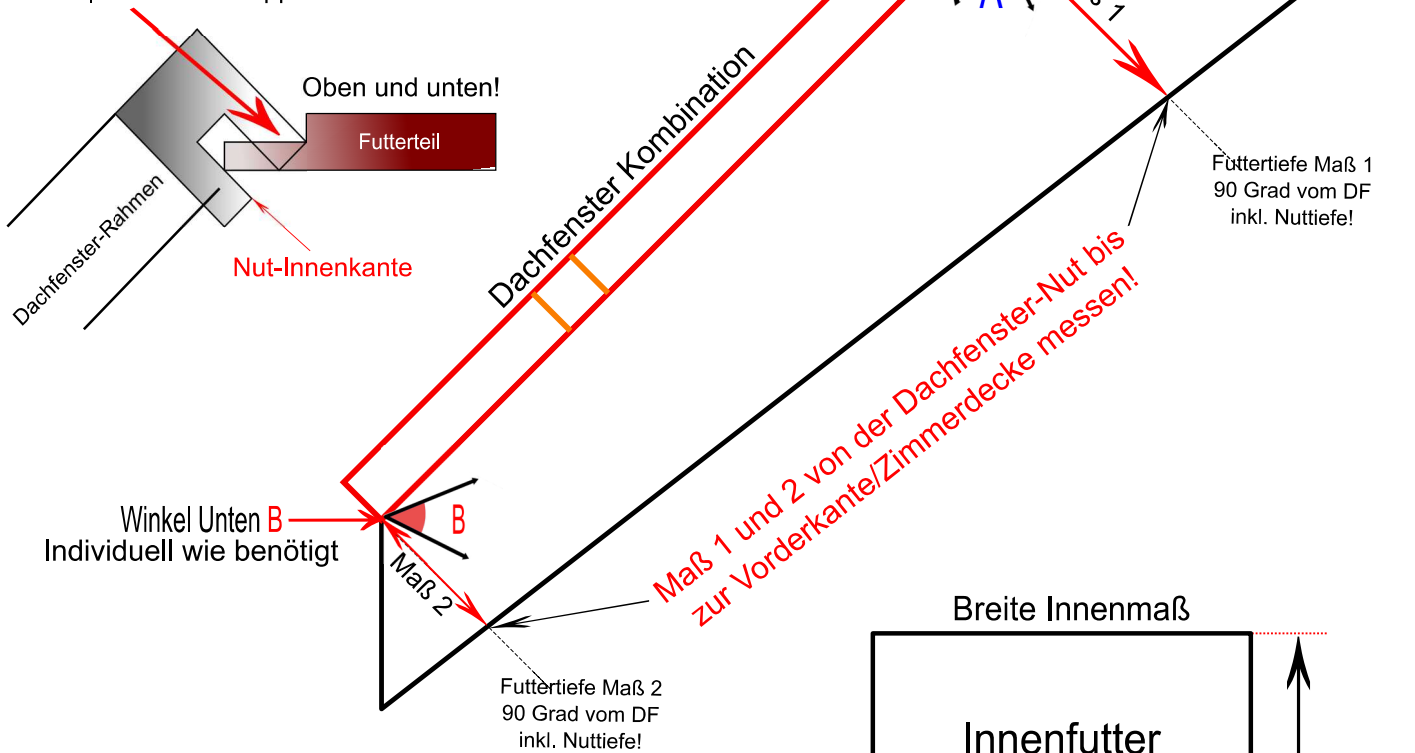 Oben und unten!
Futterteil
Dachfenster-Rahmen
Nut-Innenkante
Dachfenster Kombination
A
1
Futtertiefe Maß 1
90 Grad vom DF
inkl. Nuttiefe!
Maß 1 und 2 von der Dachfenster-Nut bis
zur Vorderkante/Zimmerdecke messen!
Winkel Unten B
Individuell wie benötigt
B
Maß 2
Futtertiefe Maß 2
90 Grad vom DF
inkl. Nuttiefe!
Breite Innenmaß
Innenfutter